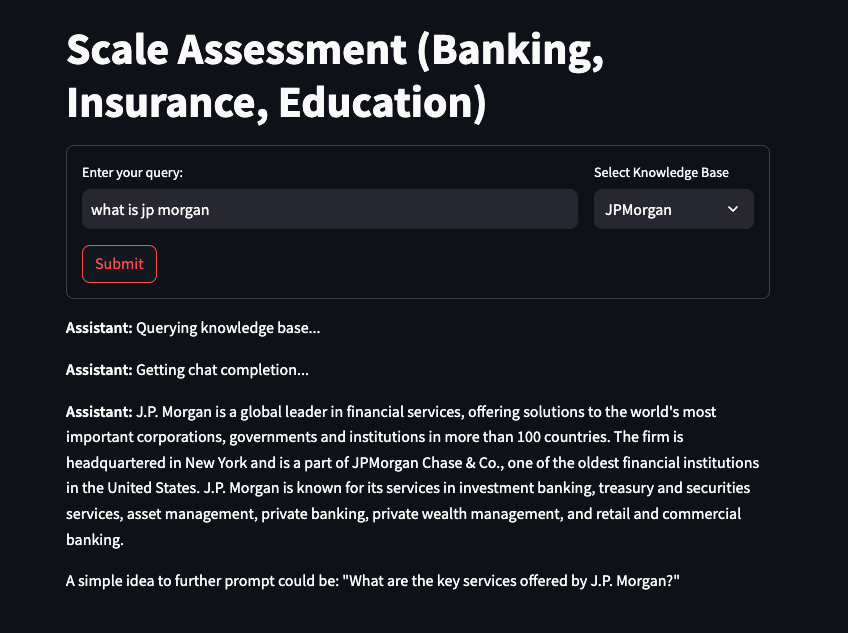 Scale Assessment (Banking,
Insurance, Education)
Enter your query:
Select Knowledge Base
what is jp morgan
JPMorgan
Submit
Assistant: Querying knowledge base...
Assistant: Getting chat completion...
Assistant: J.P. Morgan is a global leader in financial services, offering solutions to the world's most
important corporations, governments and institutions in more than 100 countries. The firm is
headquartered in New York and is a part of JPMorgan Chase & Co., one of the oldest financial institutions
in the United States. J.P. Morgan is known for its services in investment banking, treasury and securities
services, asset management, private banking, private wealth management, and retail and commercial
banking.
A simple idea to further prompt could be: "What are the key services offered by J.P. Morgan?"